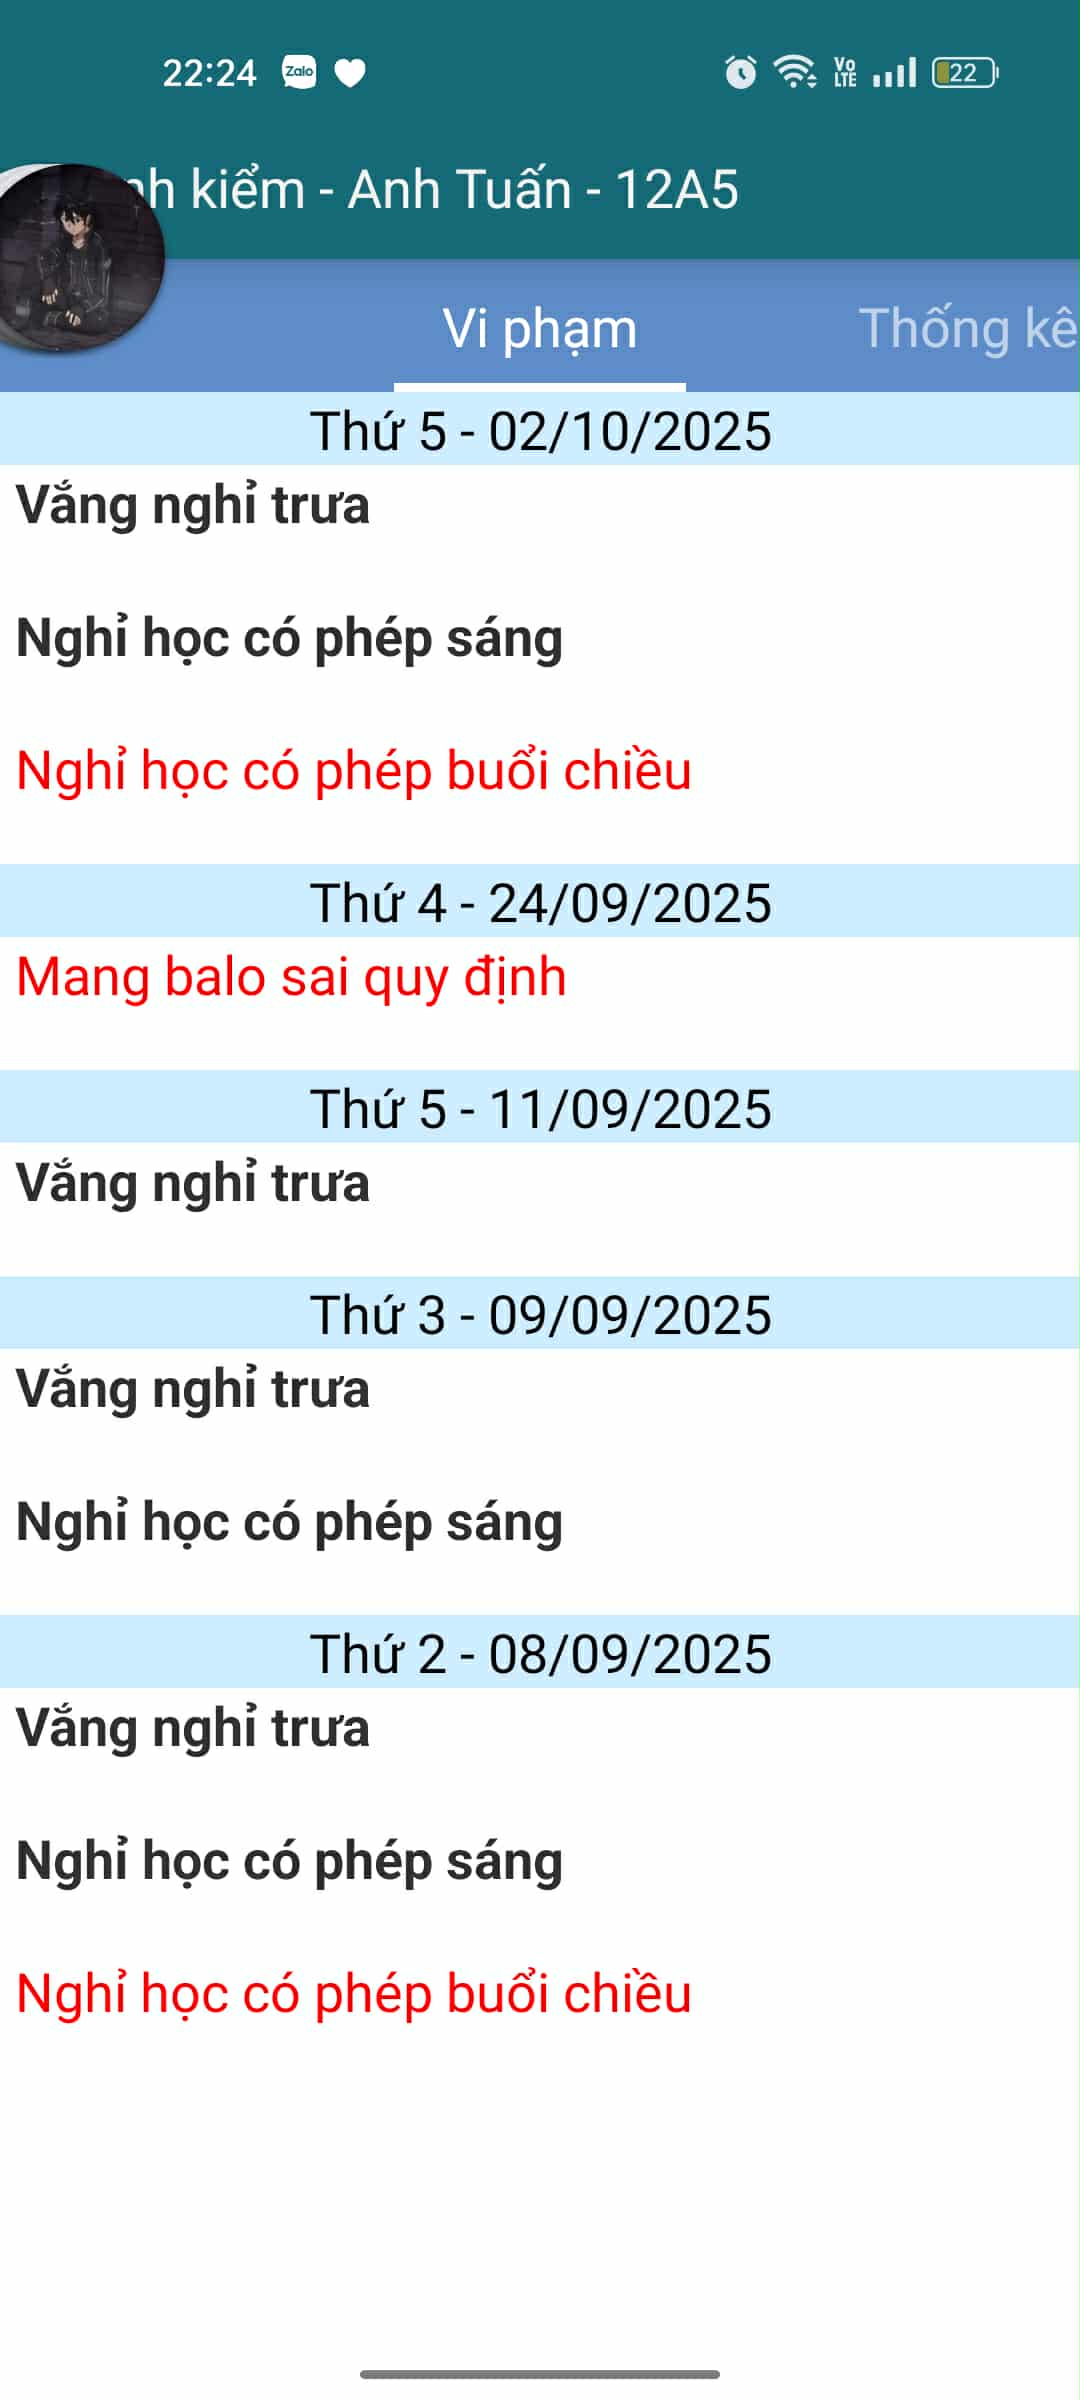 22:24 Zalo Vo LTE 22
kiểm - Anh Tuấn - 12A5
Vi phạm Thống kê
Thứ 5 - 02/10/2025
Vắng nghỉ trưa
Nghỉ học có phép sáng
Nghỉ học có phép buổi chiều
Thứ 4 - 24/09/2025
Mang balo sai quy định
Thứ 5 - 11/09/2025
Vắng nghỉ trưa
Thứ 3 - 09/09/2025
Vắng nghỉ trưa
Nghỉ học có phép sáng
Thứ 2 - 08/09/2025
Vắng nghỉ trưa
Nghỉ học có phép sáng
Nghỉ học có phép buổi chiều